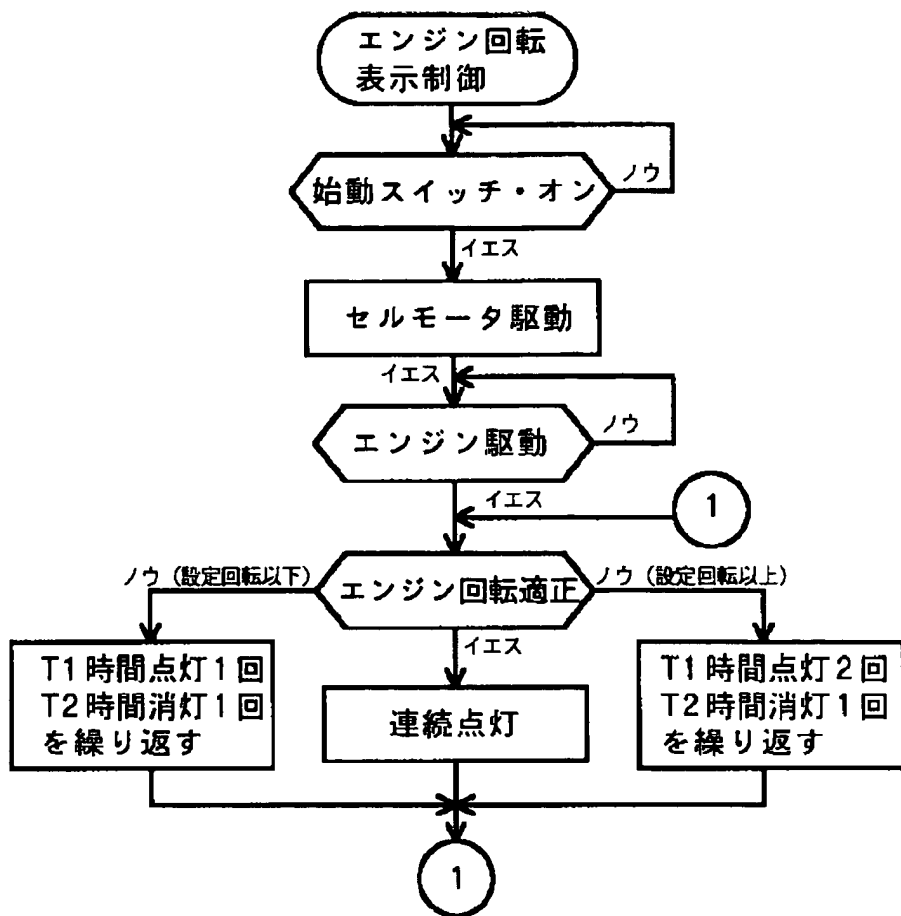 エンジン回転
表示制御
ノウ
始動スイッチ・オン
イエス
セルモータ駆動
イエス
エンジン駆動
ノウ
イエス
1
ノウ(設定回転以下)
エンジン回転適正
ノウ(設定回転以上)
イエス
T1時間点灯1回
T2時間消灯1回
を繰り返す
連続点灯
T1時間点灯2回
T2時間消灯1回
を繰り返す
1